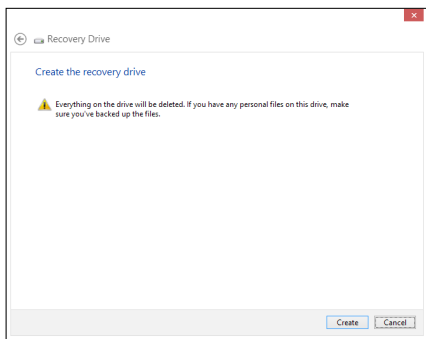 Recovery Drive
Create the recovery drive
Everything on the drive will be deleted. If you have any personal files on this drive, make
sure you've backed up the files.
Create Cancel